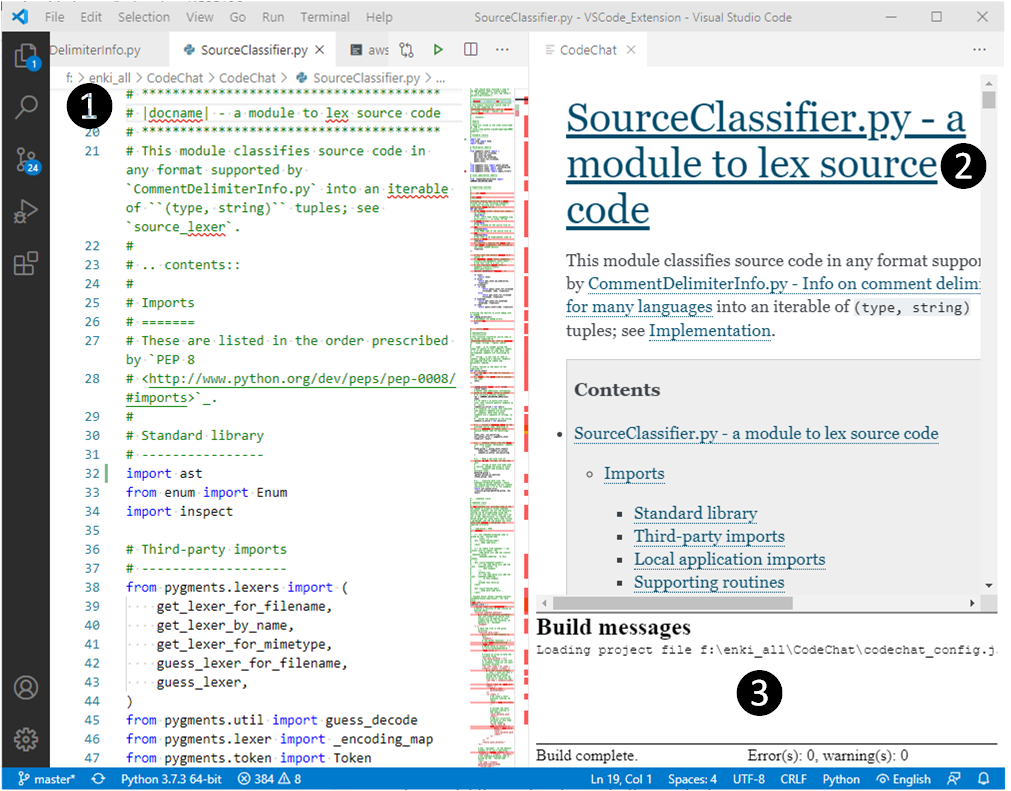 File Edit Selection View Go Run Terminal Help SourceClassifier.py - VSCode_Extension - Visual Studio Code
DelimiterInfo.py SourceClassifier.py aws CodeChat
1
f: > enki_all > CodeChat > CodeChat > SourceClassifier.py > ...
1
# ***************************************
# |docname| - a module to lex source code
20 # ***************************************
21 # This module classifies source code in
any format supported by
`CommentDelimiterInfo.py` into an iterable
of ``(type, string)`` tuples; see
`source_lexer`.
22 #
23 # .. contents::
24 #
25 # Imports
26 # =======
27 # These are listed in the order prescribed
by `PEP 8
28 # <http://www.python.org/dev/peps/pep-0008/
#imports>`_.
29 #
30 # Standard library
31 # ----------------
32 import ast
33 from enum import Enum
34 import inspect
35
36 # Third-party imports
37 # -------------------
38 from pygments.lexers import (
39 ····get_lexer_for_filename,
40 ····get_lexer_by_name,
41 ····get_lexer_for_mimetype,
42 ····guess_lexer_for_filename,
43 ····guess_lexer,
44 )
45 from pygments.util import guess_decode
46 from pygments.lexer import _encoding_map
47 from pygments.token import Token
24
SourceClassifier.py - a
module to lex source
code
2
This module classifies source code in any format suppor
by CommentDelimiterInfo.py - Info on comment delimi
for many languages into an iterable of (type, string)
tuples; see Implementation.
Contents
• SourceClassifier.py - a module to lex source code
◦ Imports
▪ Standard library
▪ Third-party imports
▪ Local application imports
▪ Supporting routines
Build messages
Loading project file f:\enki_all\CodeChat\codechat_config.j
3
Build complete. Error(s): 0, warning(s): 0
master* Python 3.7.3 64-bit 384 8 Ln 19, Col 1 Spaces: 4 UTF-8 CRLF Python English